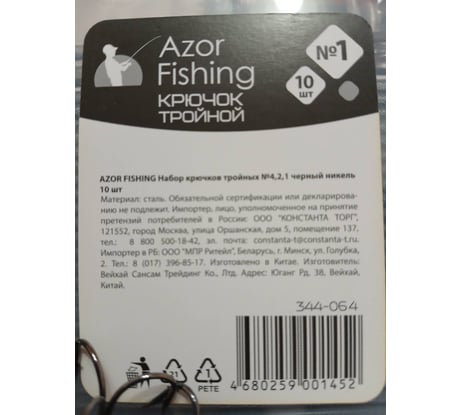 Azor
Fishing
КРЮЧОК
ТРОЙНОЙ
№1
10
шт
AZOR FISHING Набор крючков тройных №4,2,1 черный никель
10 шт
Материал: сталь. Обязательной сертификации или декларирова-
нию не подлежит. Импортер, лицо, уполномоченное на принятие
претензий потребителей в России: ООО "КОНСТАНТА ТОРГ",
121552, город Москва, улица Оршанская, дом 5, помещение 137,
тел.: 8 800 500-18-42, эл. почта: constanta-t@constanta-t.ru.
Импортер в РБ: ООО "МПР Ритейл", Беларусь, г. Минск, ул. Голубка,
2. Тел.: 8 (017) 396-85-17. Изготовлено в Китае. Изготовитель:
Вейхай Сансам Трейдинг Ко., Лтд. Адрес: Юганг Рд, 38, Вейхай,
Китай.
344-064
21
1
PETE
4 680259 001452